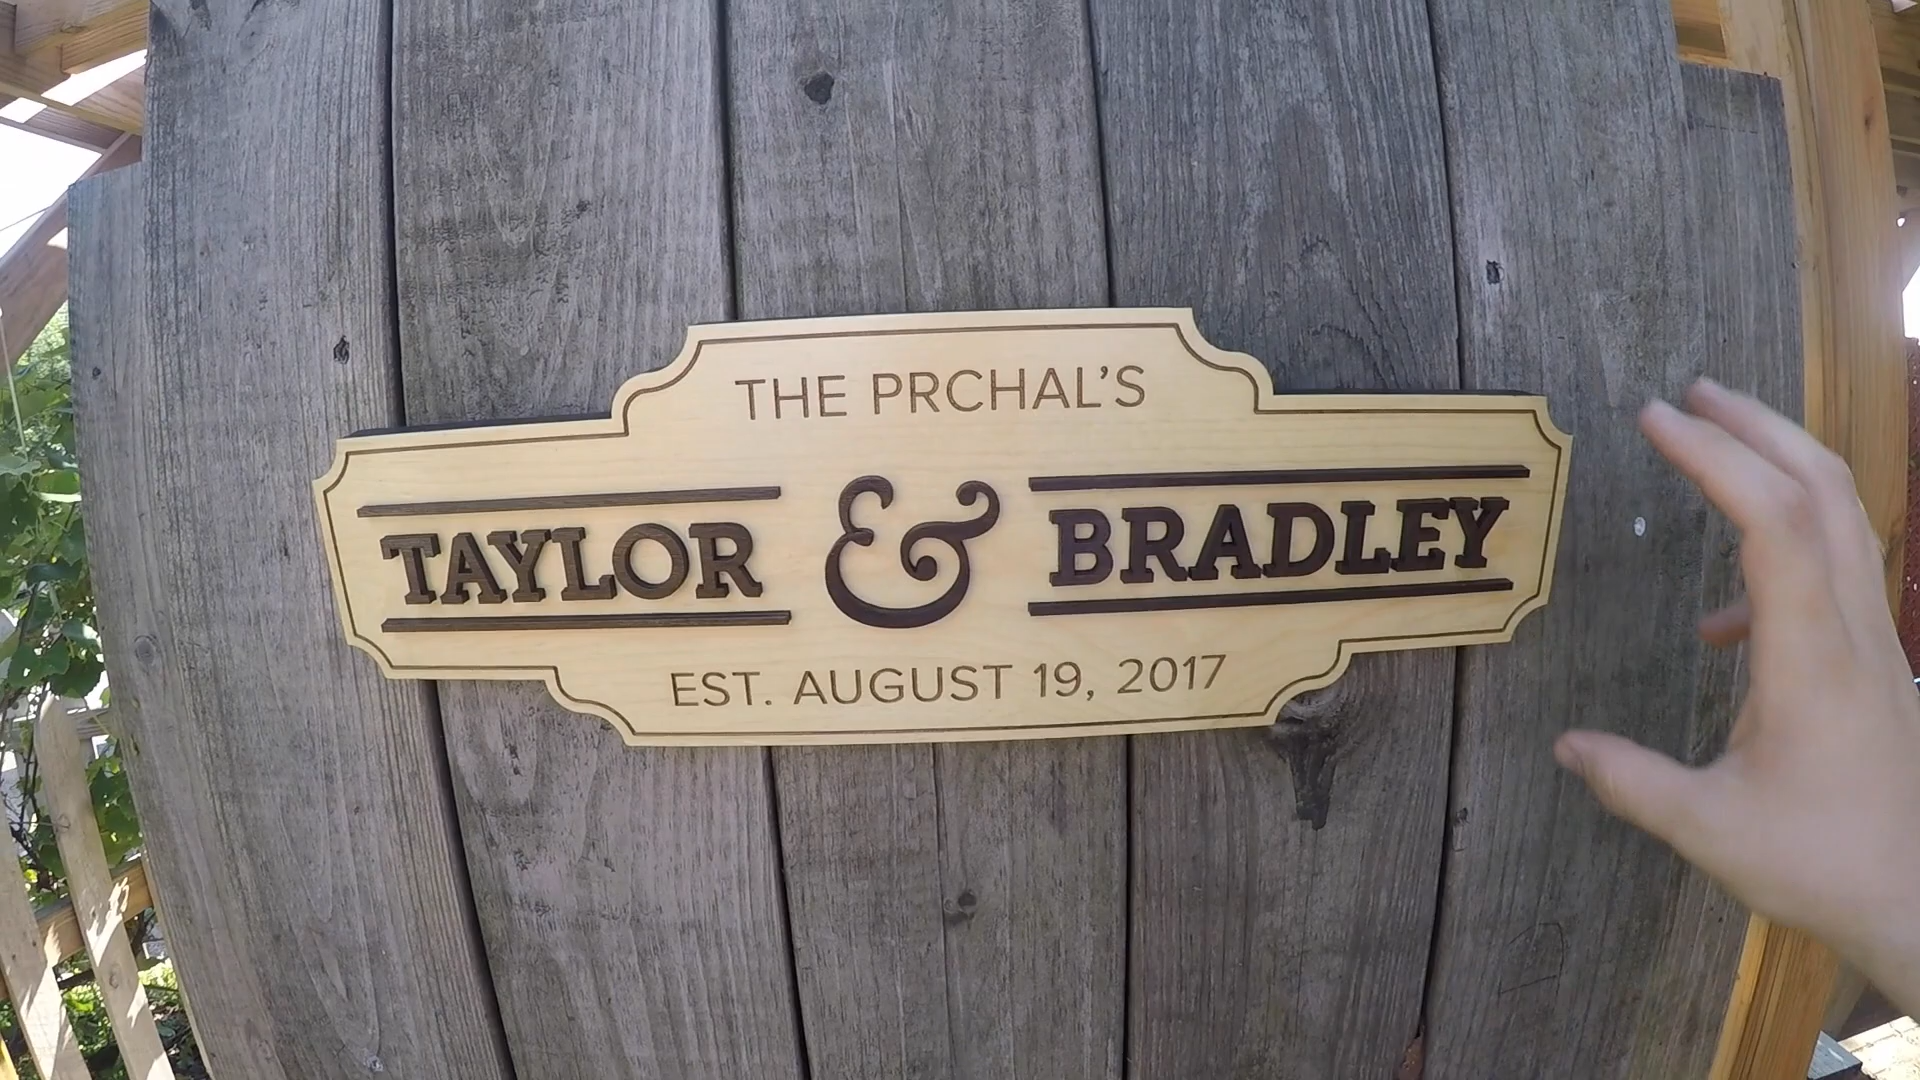 THE PRCHAL'S
TAYLOR & BRADLEY
EST. AUGUST 19, 2017